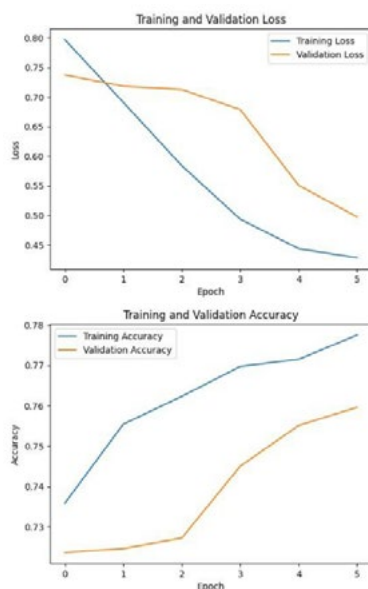 Training and Validation Loss
Training Loss
Validation Loss
0.80
0.75
0.70
0.65
0.60
0.55
0.50
0.45
Loss
0 1 2 3 4 5
Epoch
Training and Validation Accuracy
Training Accuracy
Validation Accuracy
0.78
0.77
0.76
0.75
0.74
0.73
Accuracy
0 1 2 3 4 5
Epoch